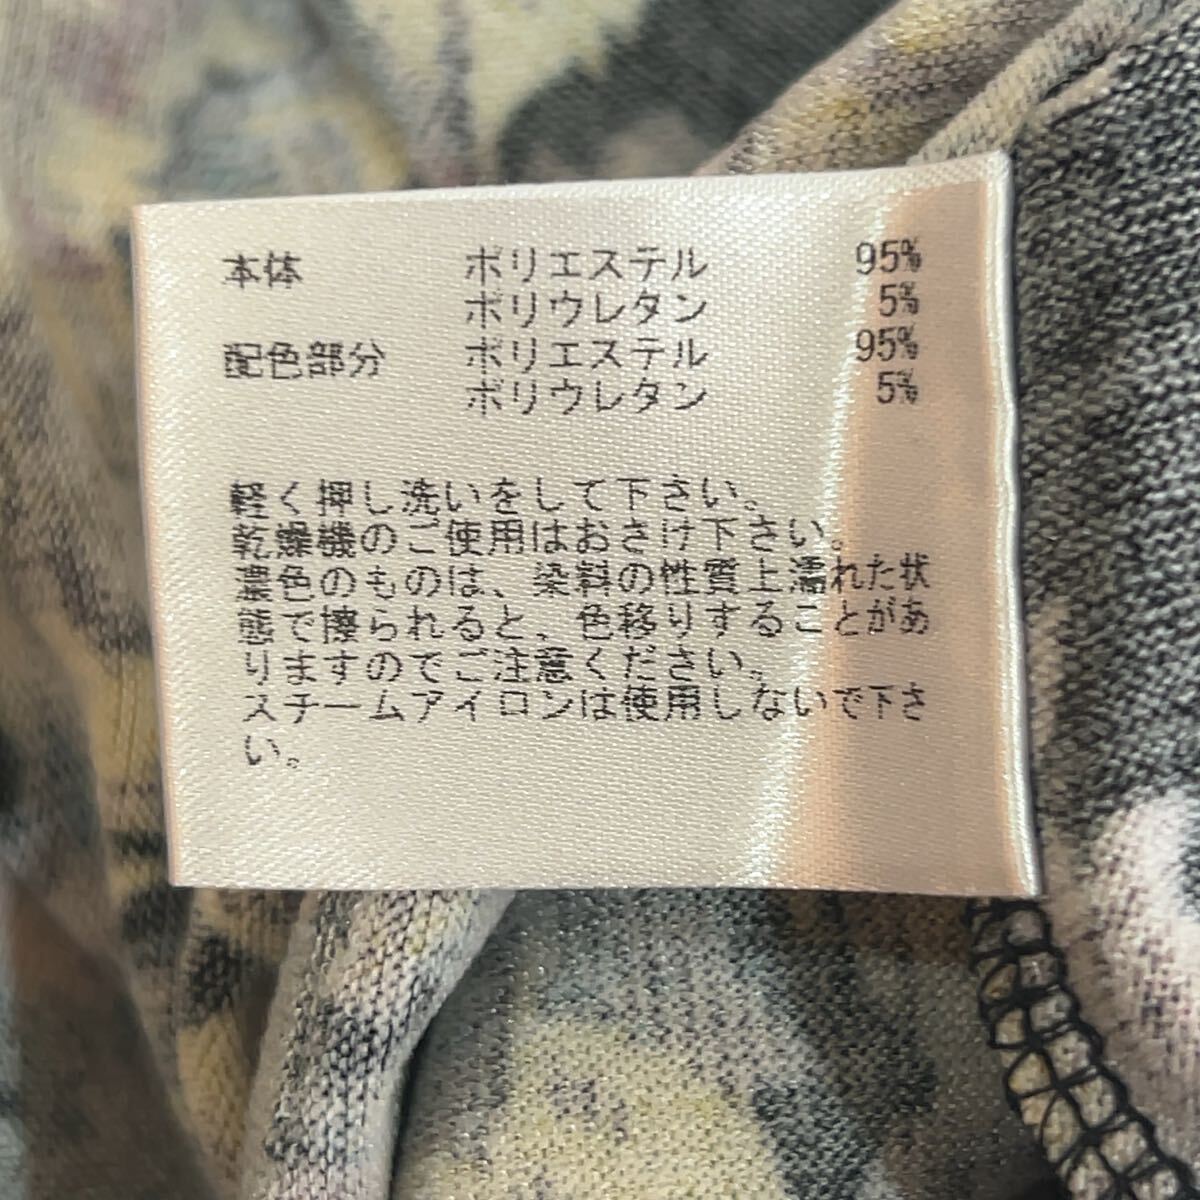 本体 ポリエステル 95%
ポリウレタン 5%
配色部分 ポリエステル 95%
ポリウレタン 5%
軽く押し洗いをして下さい。
乾燥機のご使用はおさけ下さい。
濃色のものは、染料の性質上濡れた状
態で擦られると、色移りすることがあ
りますのでご注意ください。
スチームアイロンは使用しないで下さ
い。